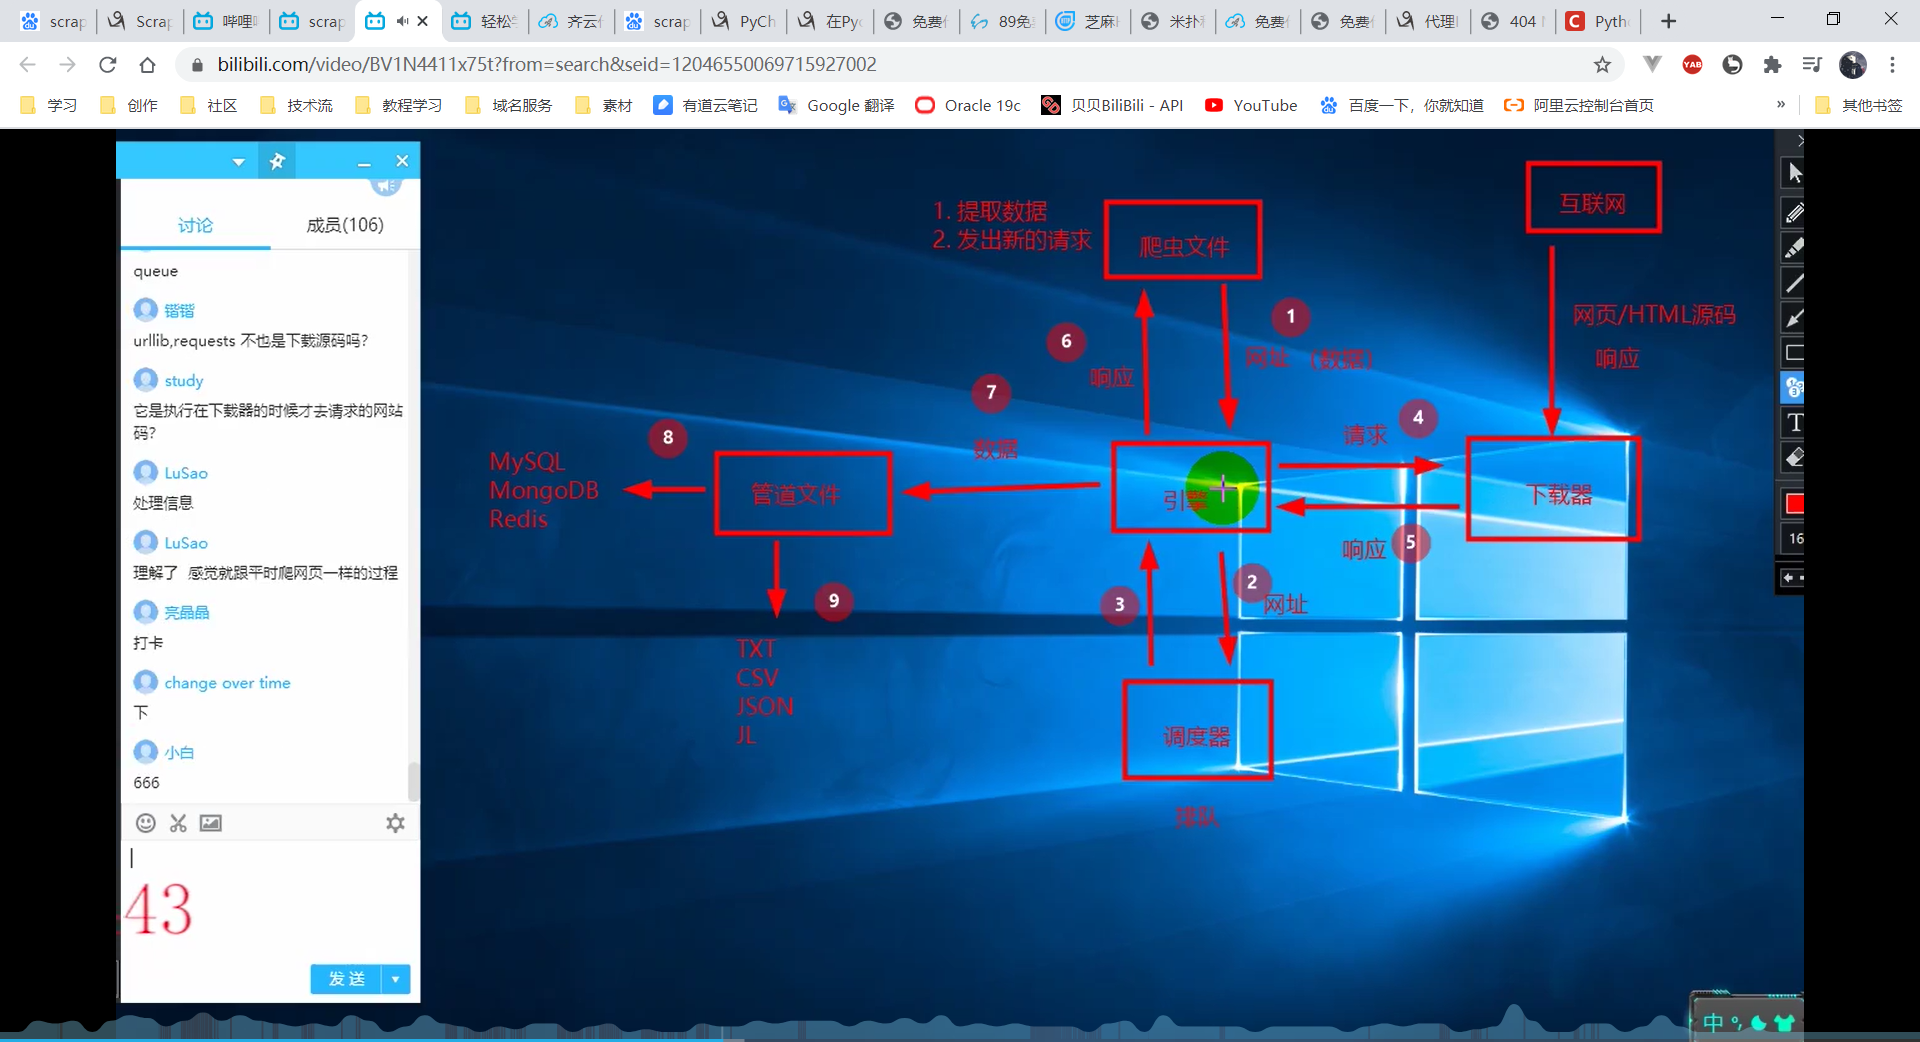 scrap
Scrap
哔哩
scrap
轻松
齐云
scrap
PyCh
在Py
免费
89免
芝麻
米扑
免费
免费
代理
404
Pyth
bilibili.com/video/BV1N4411x75t?from=search&seid=12046550069715927002
YAB
学习
创作
社区
技术流
教程学习
域名服务
素材
有道云笔记
Google 翻译
Oracle 19c
贝贝BiliBili - API
YouTube
百度一下，你就知道
阿里云控制台首页
»
其他书签
讨论
成员(106)
queue
锴锴
urllib,requests 不也是下载源码吗?
study
它是执行在下载器的时候才去请求的网站
码?
LuSao
处理信息
LuSao
理解了 感觉就跟平时爬网页一样的过程
亮晶晶
打卡
change over time
下
小白
666
43
发送
1. 提取数据
2. 发出新的请求
爬虫文件
互联网
网页/HTML源码
响应
1
网址 （数据）
6
响应
7
数据
4
请求
8
MySQL
MongoDB
Redis
管道文件
引擎
下载器
响应
5
2
网址
3
9
TXT
CSV
JSON
JL
调度器
排队
T
16
中